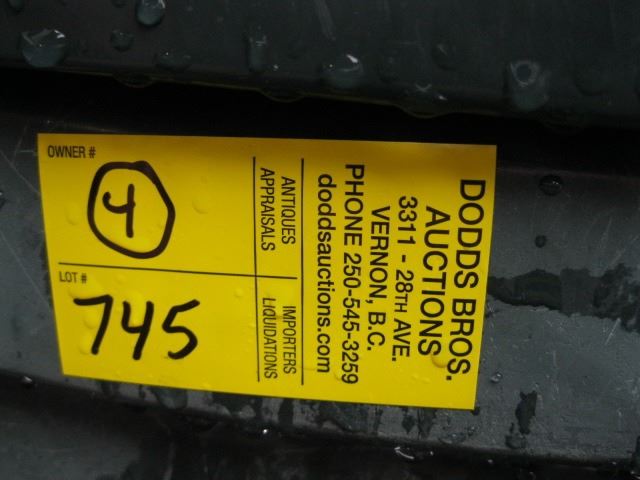 DODDS BROS.
AUCTIONS
3311 - 28TH AVE.
VERNON, B.C.
PHONE 250-545-3259
doddsauctions.com
ANTIQUES IMPORTERS
APPRAISALS LIQUIDATIONS
OWNER #
4
LOT #
745